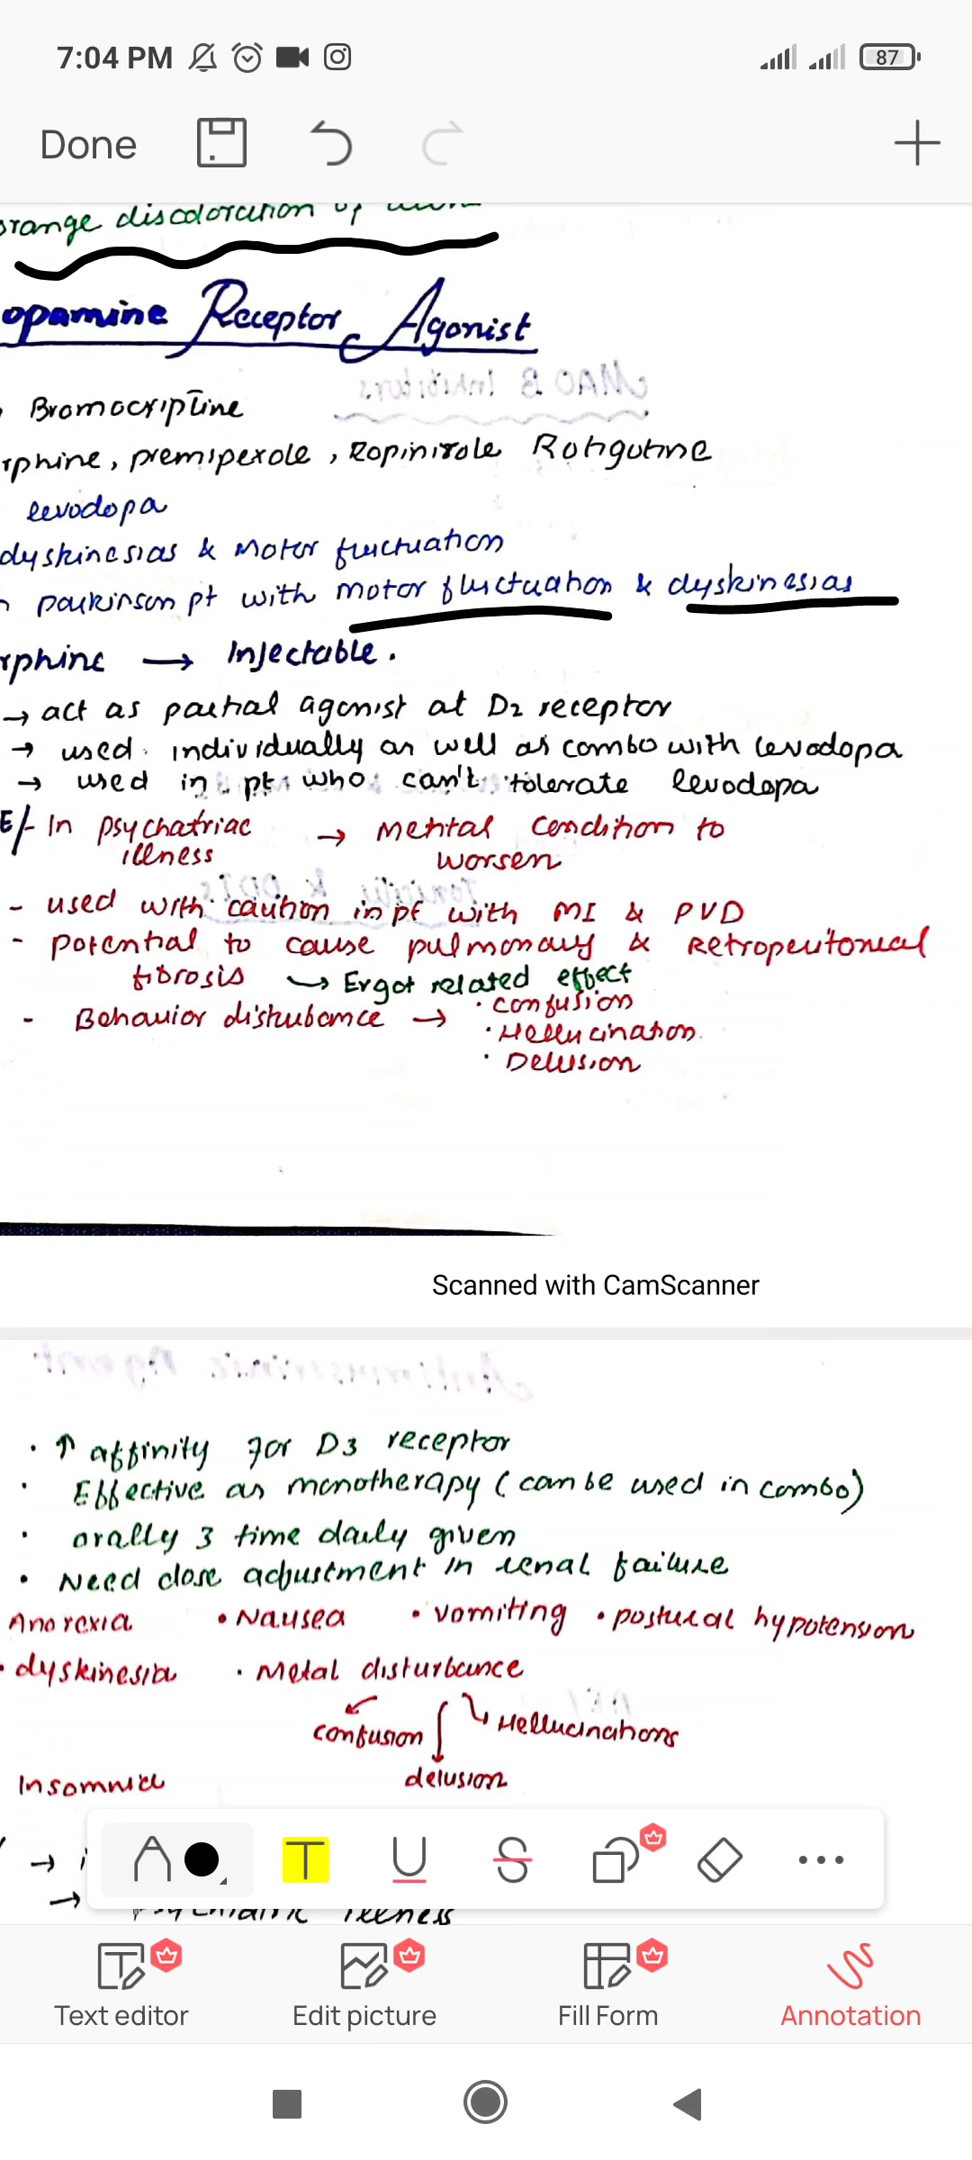 7:04 PM
87
Done
orange discoloration of
opamine Receptor Agonist
MAO B Inhibitors
Bromocriptine
rphine, premipexole, Ropinirole Rotigotine
levodopa
dyskinesias & Motor fluctuation
n parkinson pt with motor fluctuation & dyskinesias
rphine → Injectable.
→ act as partial agonist at D2 receptor
→ used individually as well as combo with levodopa
→ used in pt who can't tolerate levodopa
E/- In psychatriac illness → Mental condition to worsen
- used with caution in pt with MI & PVD
- potential to cause pulmonary & Retroperitoneal
fibrosis ↳ Ergot related effect
- Behavior disturbance → · confusion
· Hellucination.
· Delusion
Scanned with CamScanner
· ↑ affinity for D3 receptor
· Effective as monotherapy (can be used in combo)
· orally 3 time daily given
· Need dose adjustment in renal failure
Anorexia · Nausea · vomiting · postural hypotension
· dyskinesia · Metal disturbance
confusion Hellucinations
Insomnia delusion
→ i
→ Psychiatric illness
T U S
Text editor Edit picture Fill Form Annotation